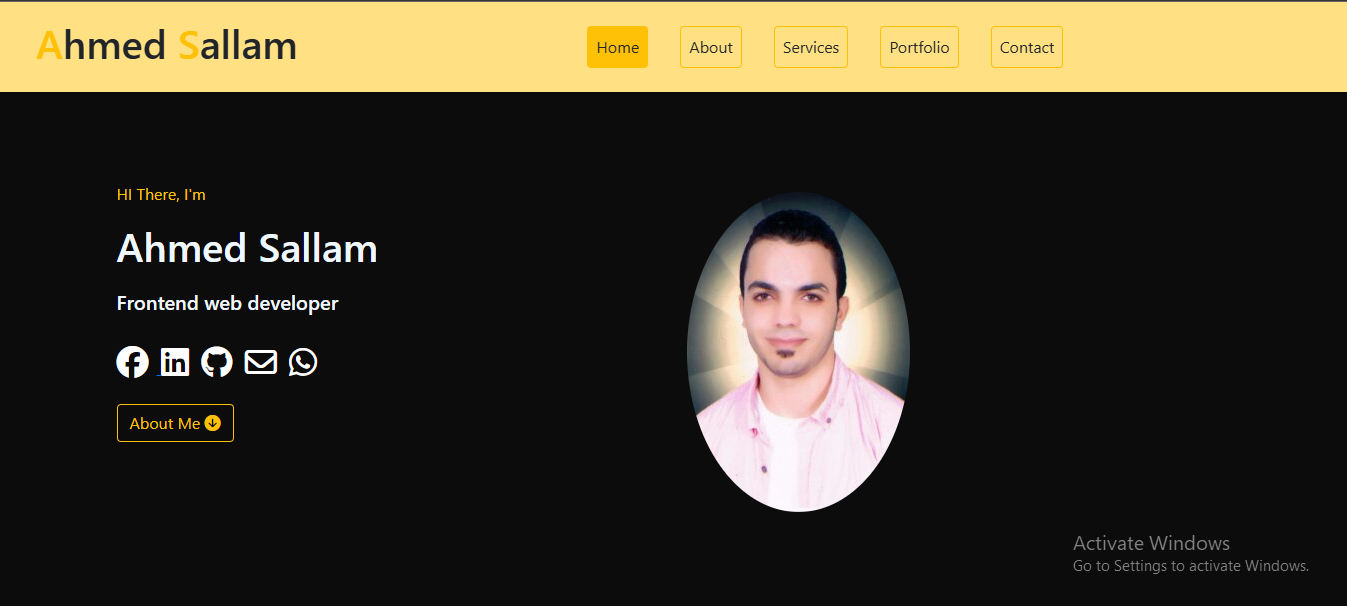 Ahmed Sallam
Home
About
Services
Portfolio
Contact
HI There, I'm
Ahmed Sallam
Frontend web developer
About Me
Activate Windows
Go to Settings to activate Windows.